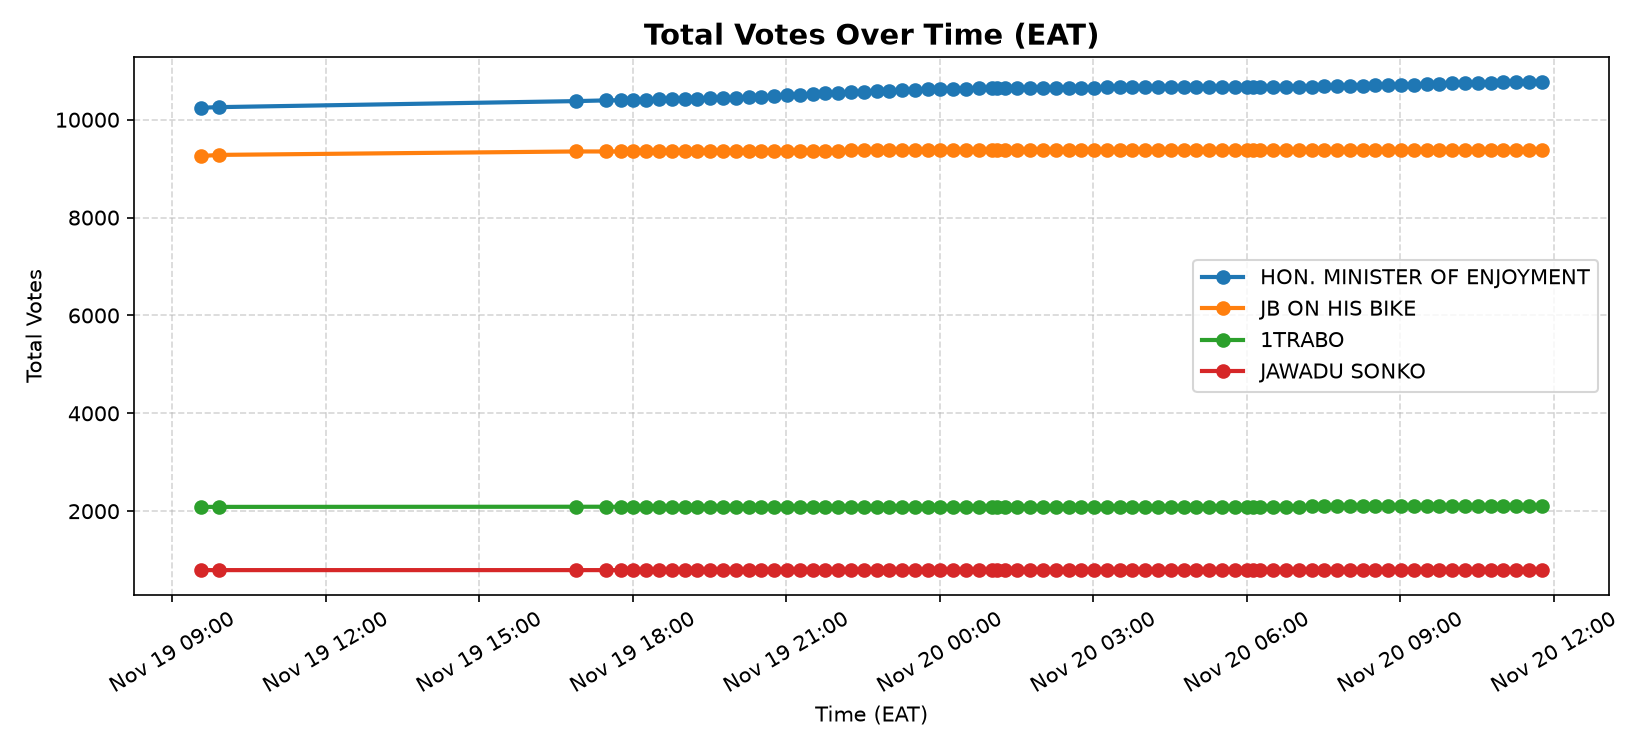 Total Votes Over Time (EAT)
Total Votes
10000
8000
6000
4000
2000
HON. MINISTER OF ENJOYMENT
JB ON HIS BIKE
1TRABO
JAWADU SONKO
Nov 19 09:00
Nov 19 12:00
Nov 19 15:00
Nov 19 18:00
Nov 19 21:00
Nov 20 00:00
Nov 20 03:00
Nov 20 06:00
Nov 20 09:00
Nov 20 12:00
Time (EAT)